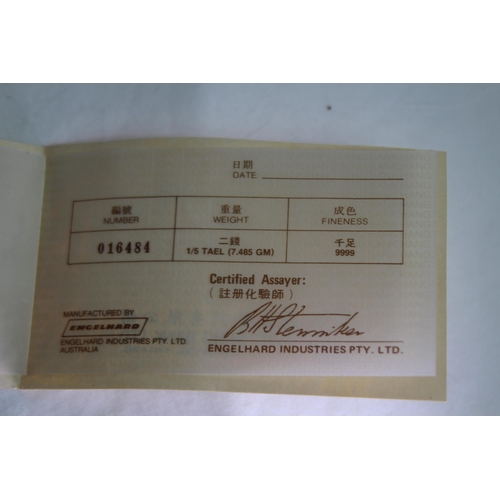 日期
DATE
編號 重量 成色
NUMBER WEIGHT FINENESS
016484 二錢 千足
1/5 TAEL (7.485 GM) 9999
Certified Assayer:
(註册化驗師)
MANUFACTURED BY
ENGELHARD
ENGELHARD INDUSTRIES PTY. LTD.
AUSTRALIA
ENGELHARD INDUSTRIES PTY. LTD.